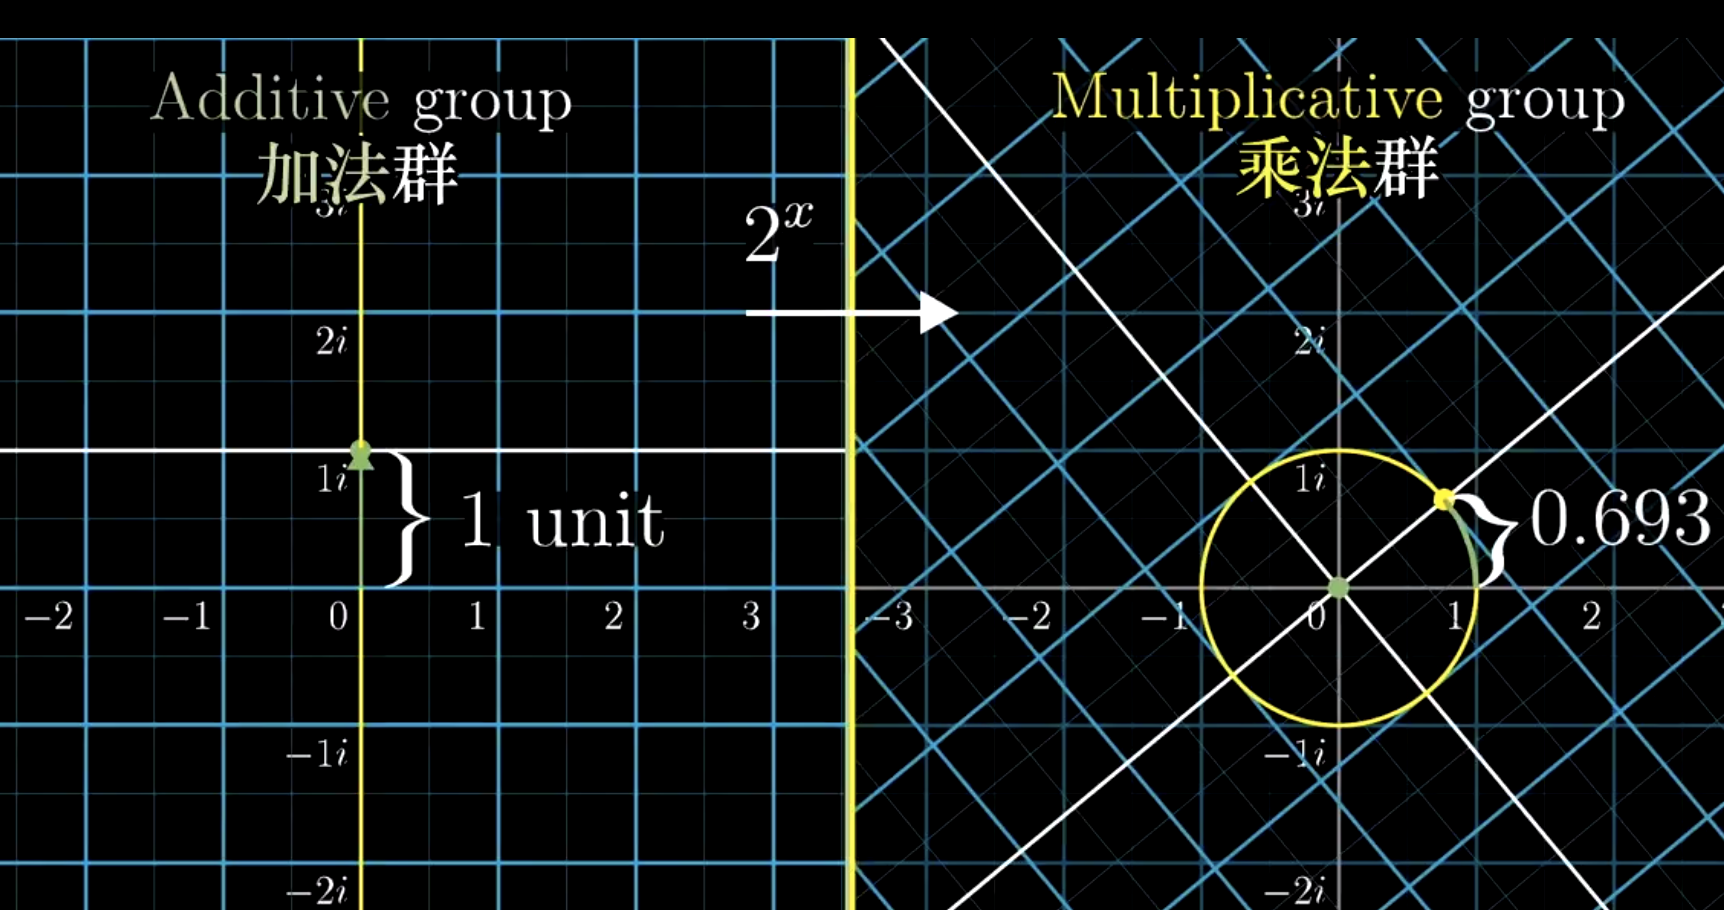 Additive group
加法群
3i
2i
1i
1 unit
−2 −1 0 1 2 3
−1i
−2i
2^x
Multiplicative group
乘法群
3i
2i
1i
0.693
−3 −2 −1 0 1 2
−1i
−2i